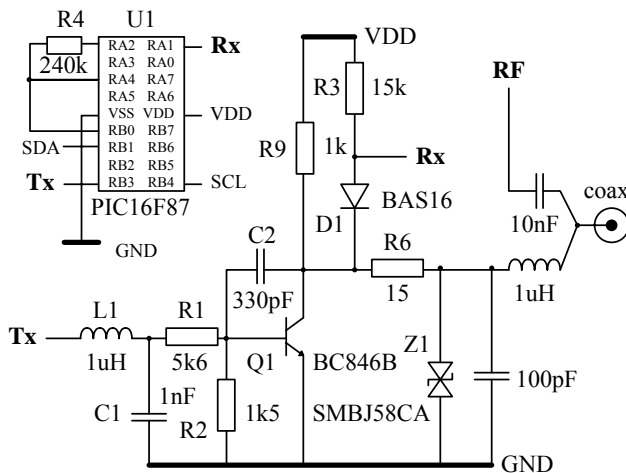 R4
U1
240k
RA2 RA1
RA3 RA0
RA4 RA7
RA5 RA6
VSS VDD
RB0 RB7
RB1 RB6
RB2 RB5
RB3 RB4
Rx
VDD
SDA
Tx
SCL
PIC16F87
GND
VDD
R3
15k
R9
1k
Rx
BAS16
D1
RF
10nF
coax
C2
330pF
R6
15
1uH
Tx
L1
1uH
R1
5k6
Q1
BC846B
Z1
SMBJ58CA
100pF
C1
1nF
R2
1k5
GND